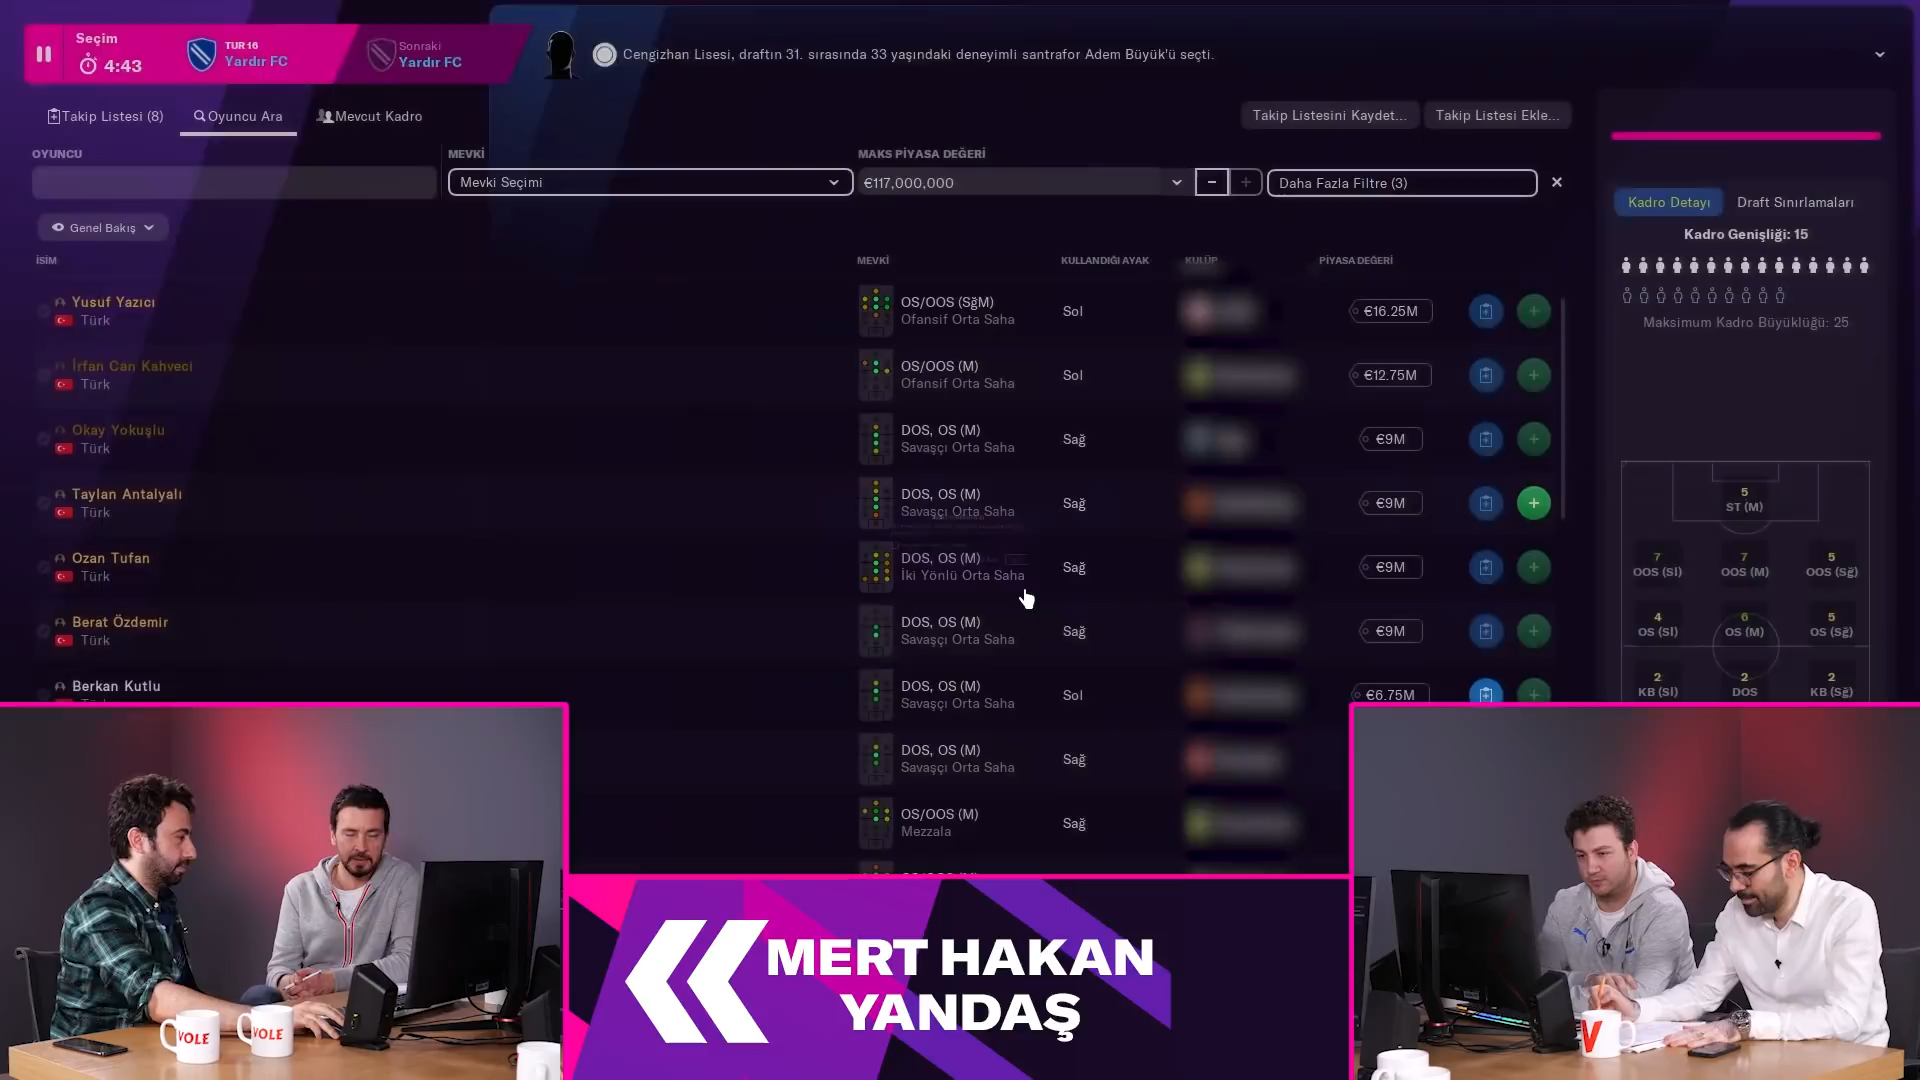 Seçim
4:43
TUR 16
Yardır FC
Sonraki
Yardır FC
Cengizhan Lisesi, draftın 31. sırasında 33 yaşındaki deneyimli santrafor Adem Büyük'ü seçti.
Takip Listesi (8)
Oyuncu Ara
Mevcut Kadro
Takip Listesini Kaydet...
Takip Listesi Ekle...
OYUNCU
MEVKİ
MAKS PİYASA DEĞERİ
Mevki Seçimi
€117,000,000
Daha Fazla Filtre (3)
Genel Bakış
İSİM
MEVKİ
KULLANDIĞI AYAK
KULÜP
PİYASA DEĞERİ
Yusuf Yazıcı
Türk
OS/OOS (SğM)
Ofansif Orta Saha
Sol
€16.25M
İrfan Can Kahveci
Türk
OS/OOS (M)
Ofansif Orta Saha
Sol
€12.75M
Okay Yokuşlu
Türk
DOS, OS (M)
Savaşçı Orta Saha
Sağ
€9M
Taylan Antalyalı
Türk
DOS, OS (M)
Savaşçı Orta Saha
Sağ
€9M
Ozan Tufan
Türk
DOS, OS (M)
İki Yönlü Orta Saha
Sağ
€9M
Berat Özdemir
Türk
DOS, OS (M)
Savaşçı Orta Saha
Sağ
€9M
Berkan Kutlu
DOS, OS (M)
Savaşçı Orta Saha
Sol
€6.75M
DOS, OS (M)
Savaşçı Orta Saha
Sağ
OS/OOS (M)
Mezzala
Sağ
Kadro Detayı
Draft Sınırlamaları
Kadro Genişliği: 15
Maksimum Kadro Büyüklüğü: 25
5
ST (M)
7
OOS (Sl)
7
OOS (M)
5
OOS (Sğ)
4
OS (Sl)
6
OS (M)
5
OS (Sğ)
2
KB (Sl)
2
DOS
2
KB (Sğ)
VOLE
VOLE
V
MERT HAKAN
YANDAŞ